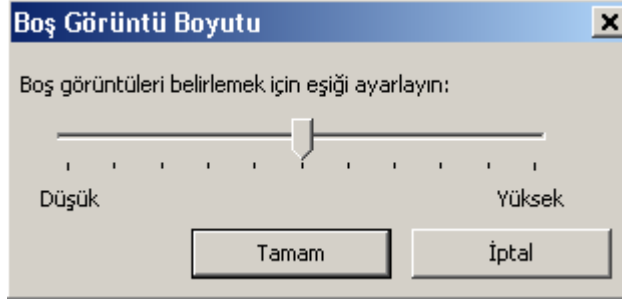 Boş Görüntü Boyutu
Boş görüntüleri belirlemek için eşiği ayarlayın:
Düşük Yüksek
Tamam İptal